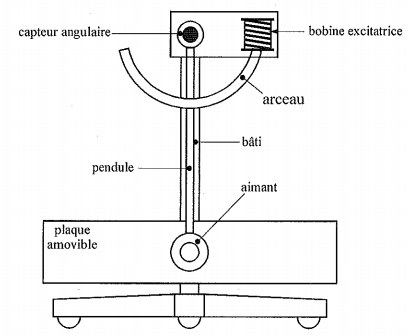 capteur angulaire
bobine excitatrice
arceau
bâti
pendule
aimant
plaque
amovible